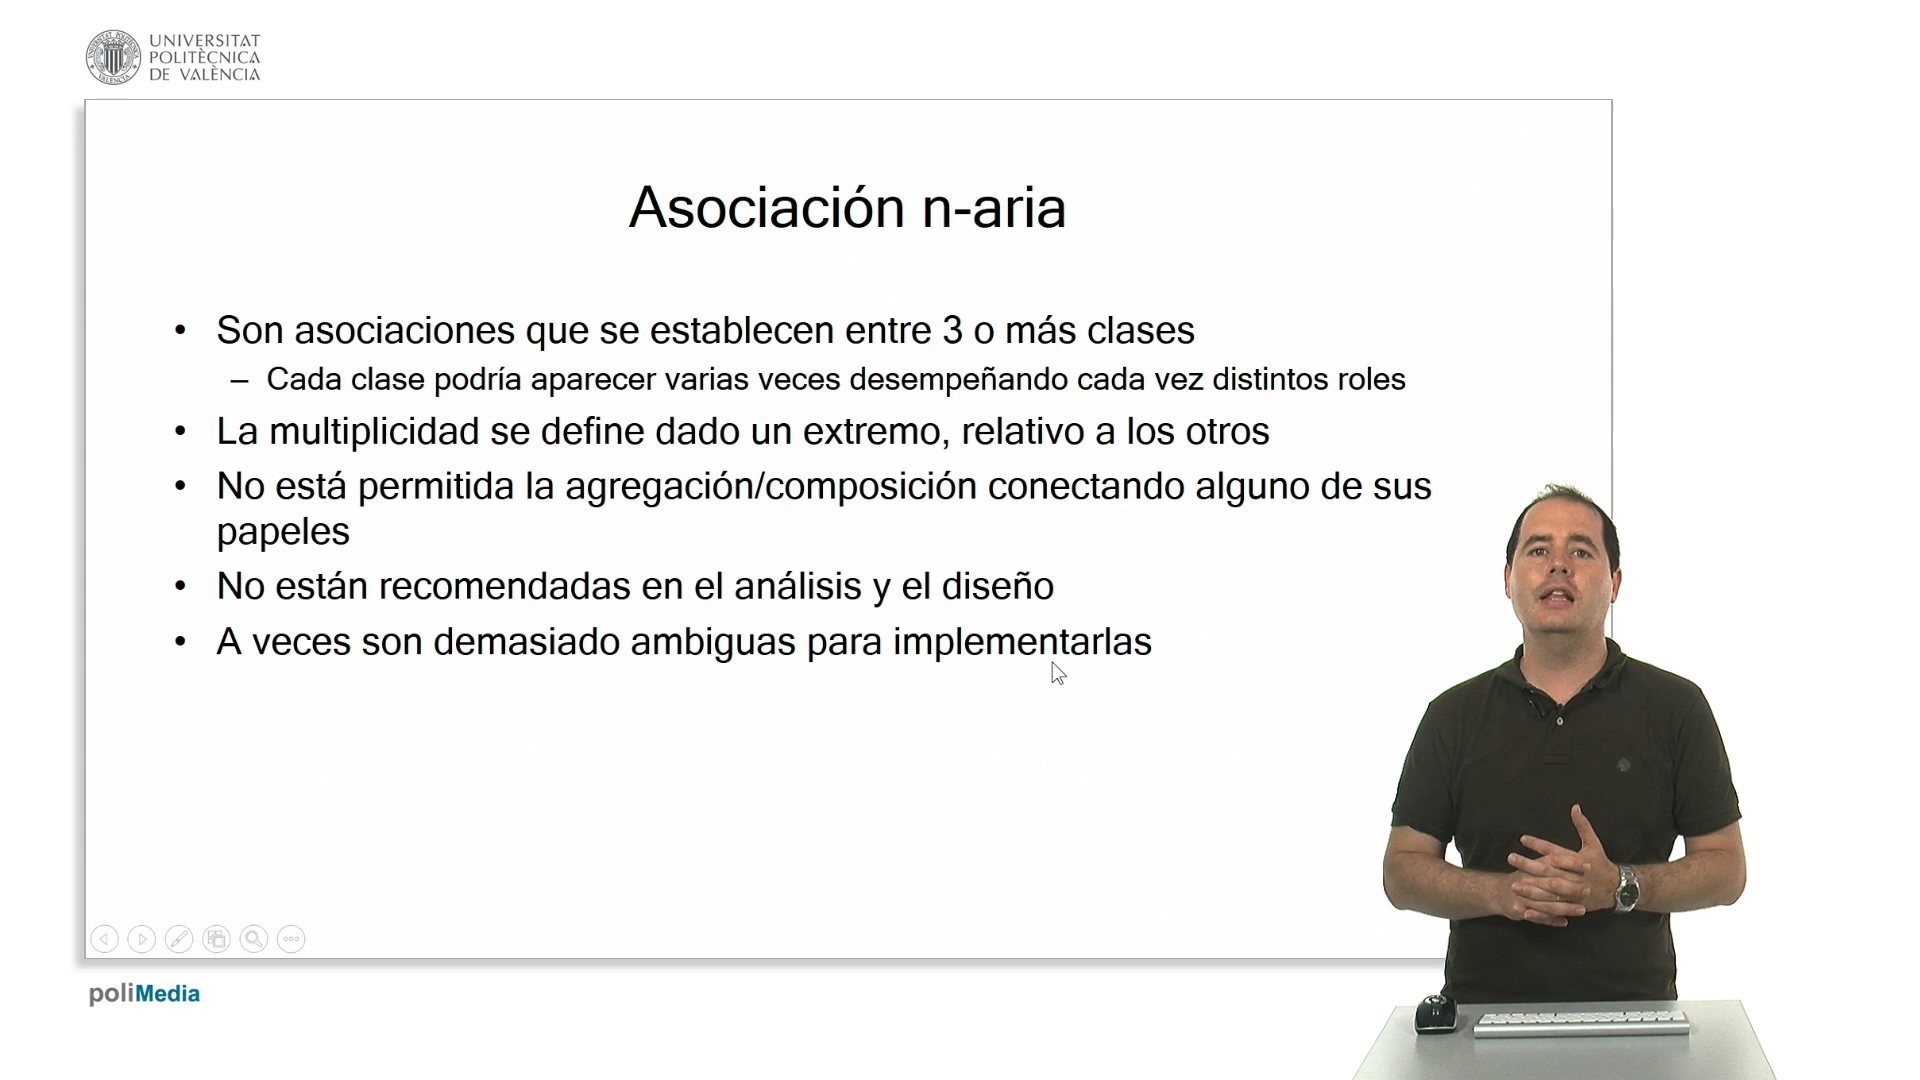 UNIVERSITAT
POLITÈCNICA
DE VALÈNCIA
Asociación n-aria
• Son asociaciones que se establecen entre 3 o más clases
– Cada clase podría aparecer varias veces desempeñando cada vez distintos roles
• La multiplicidad se define dado un extremo, relativo a los otros
• No está permitida la agregación/composición conectando alguno de sus
papeles
• No están recomendadas en el análisis y el diseño
• A veces son demasiado ambiguas para implementarlas
poliMedia